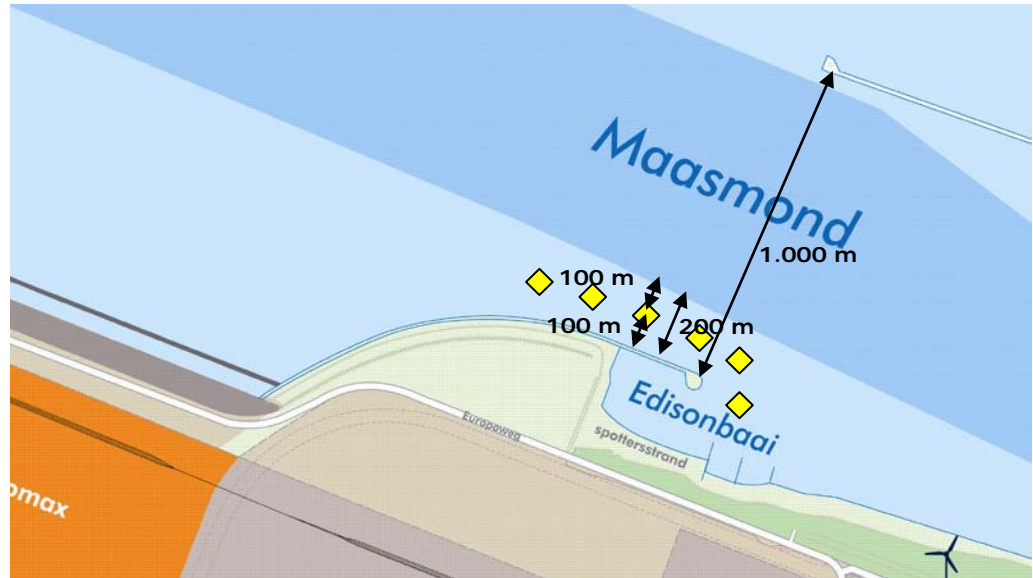 Maasmond
1.000 m
100 m
100 m
200 m
Edisonbaai
Europaweg
spottersstrand
omax